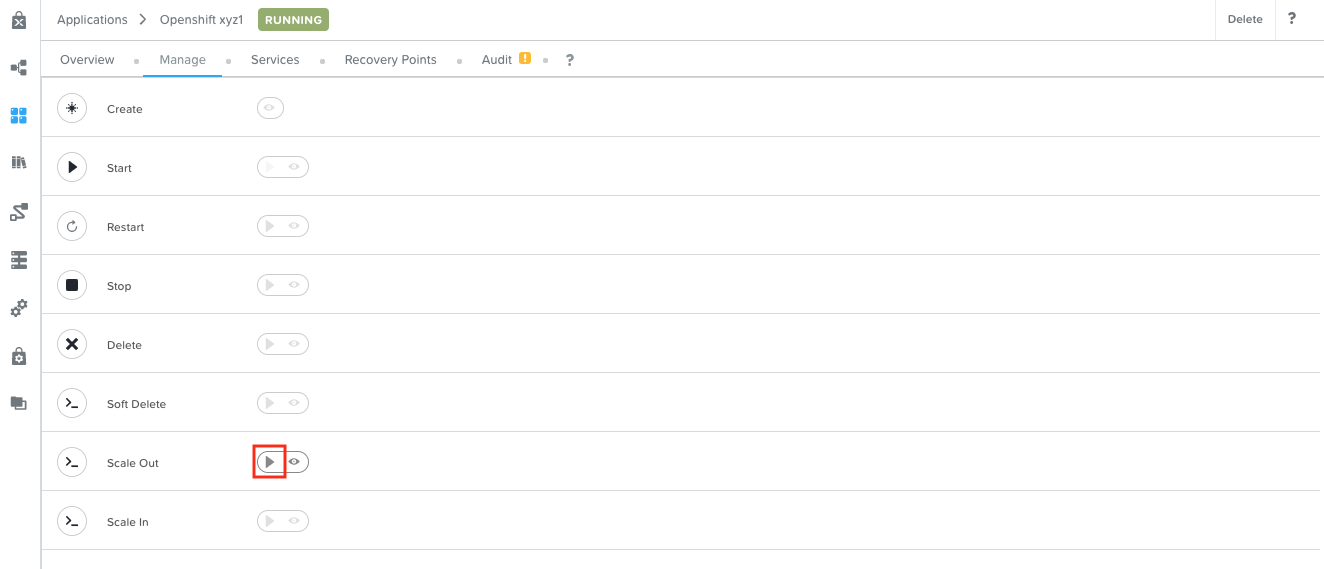 Applications > Openshift xyz1 RUNNING Delete ?
Overview Manage Services Recovery Points Audit ! ?
Create
Start
Restart
Stop
Delete
Soft Delete
Scale Out
Scale In